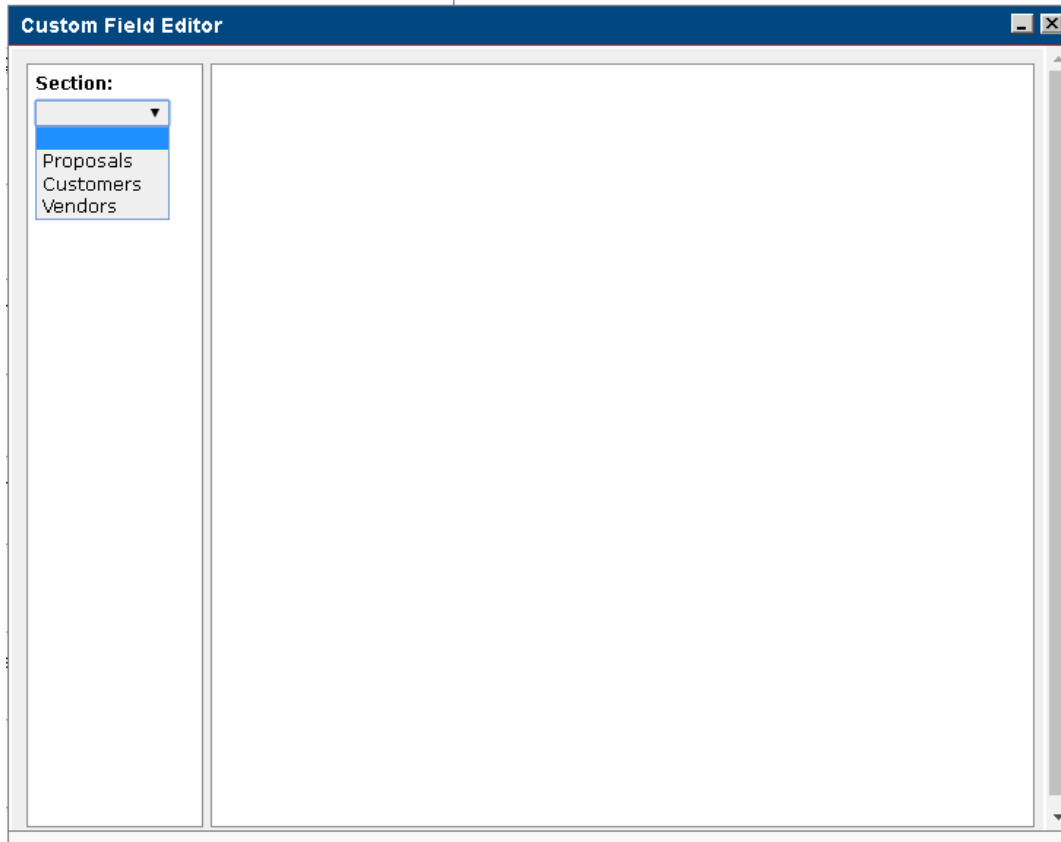 Custom Field Editor
Section:
Proposals
Customers
Vendors